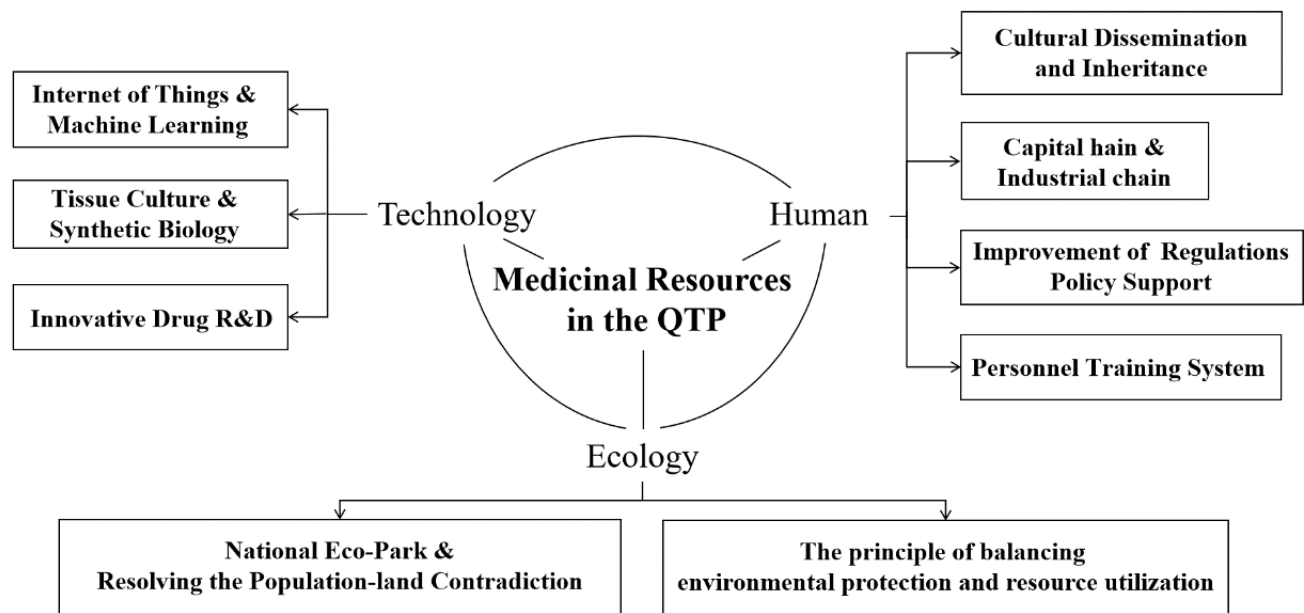 Internet of Things &
Machine Learning
Tissue Culture &
Synthetic Biology
Innovative Drug R&D
Technology
Human
Medicinal Resources
in the QTP
Ecology
Cultural Dissemination
and Inheritance
Capital hain &
Industrial chain
Improvement of Regulations
Policy Support
Personnel Training System
National Eco-Park &
Resolving the Population-land Contradiction
The principle of balancing
environmental protection and resource utilization